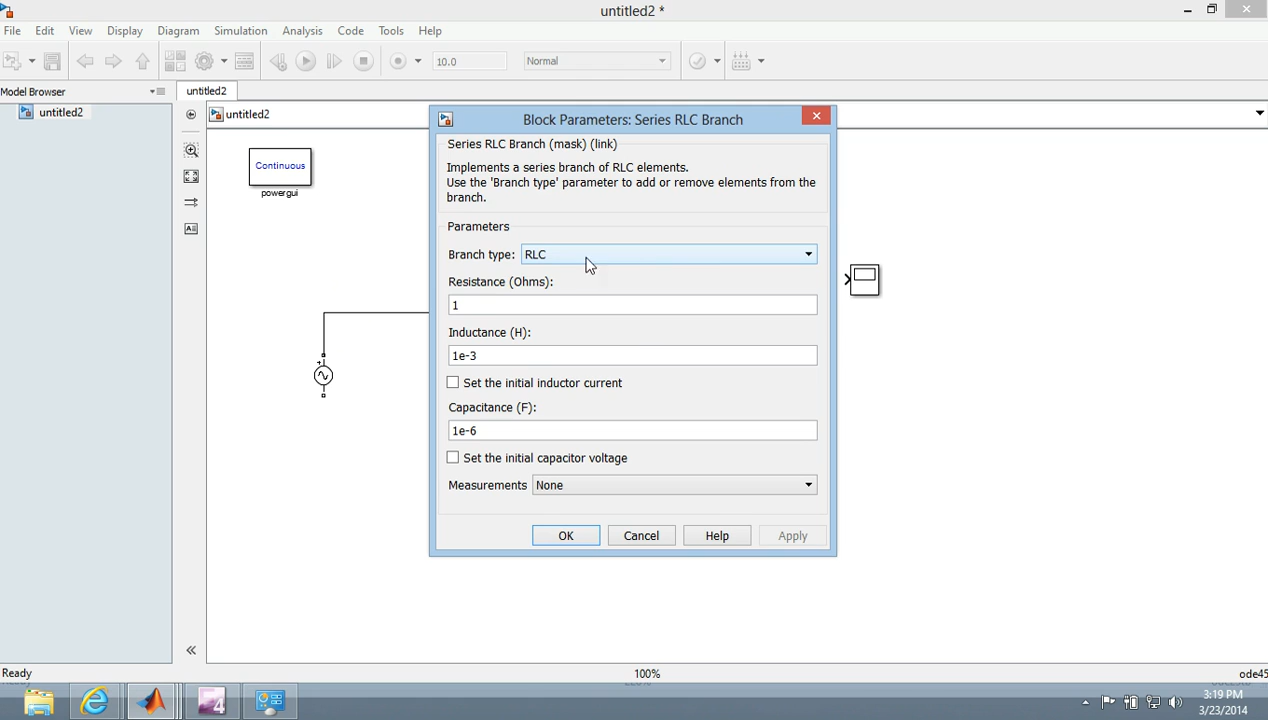 untitled2 *
File Edit View Display Diagram Simulation Analysis Code Tools Help
10.0 Normal
Model Browser
untitled2
untitled2
untitled2
Continuous
powergui
Block Parameters: Series RLC Branch
Series RLC Branch (mask) (link)
Implements a series branch of RLC elements.
Use the 'Branch type' parameter to add or remove elements from the
branch.
Parameters
Branch type: RLC
Resistance (Ohms):
1
Inductance (H):
1e-3
Set the initial inductor current
Capacitance (F):
1e-6
Set the initial capacitor voltage
Measurements None
OK Cancel Help Apply
Ready 100% ode45
3:19 PM
3/23/2014